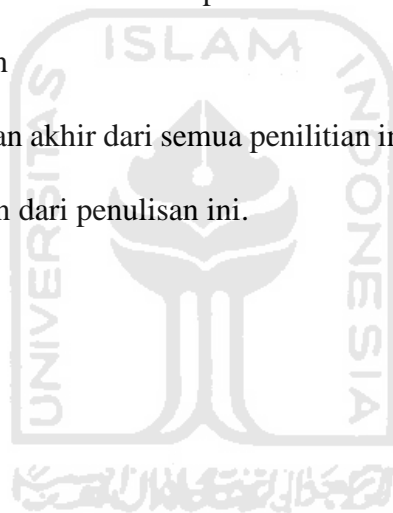 n
an akhir dari semua penilitian in
n dari penulisan ini.
ISLAM
UNIVERSITAS
INDONESIA